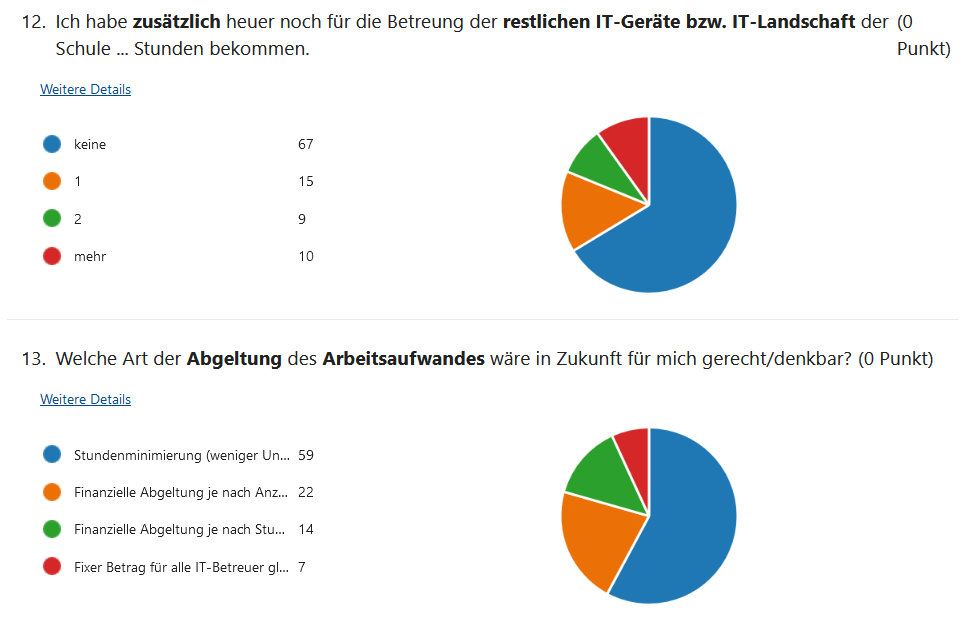 12. Ich habe zusätzlich heuer noch für die Betreung der restlichen IT-Geräte bzw. IT-Landschaft der (0
Schule ... Stunden bekommen. Punkt)
Weitere Details
keine 67
1 15
2 9
mehr 10
13. Welche Art der Abgeltung des Arbeitsaufwandes wäre in Zukunft für mich gerecht/denkbar? (0 Punkt)
Weitere Details
Stundenminimierung (weniger Un... 59
Finanzielle Abgeltung je nach Anz... 22
Finanzielle Abgeltung je nach Stu... 14
Fixer Betrag für alle IT-Betreuer gl... 7